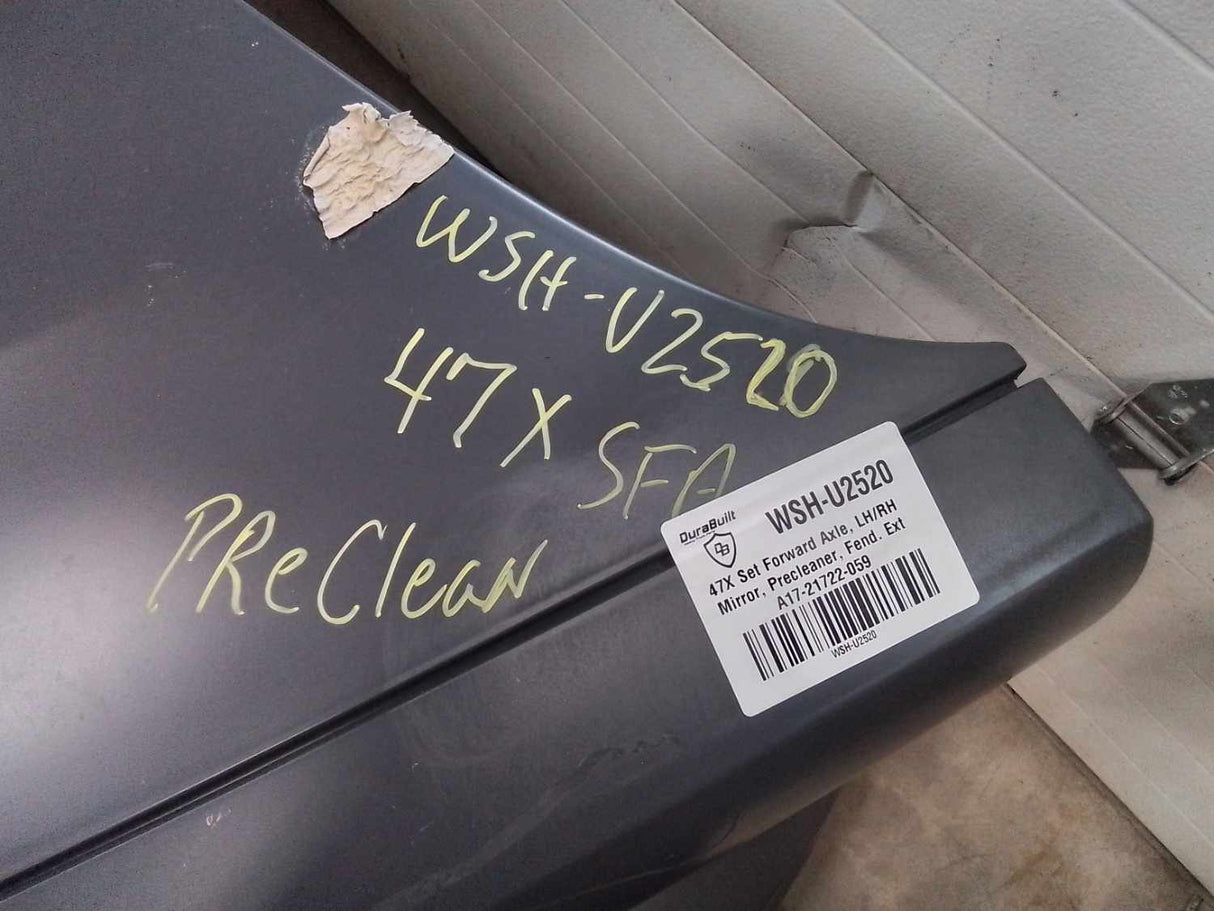 WSH-U2520
47X SFA
PReClean
DuraBuilt
DB
WSH-U2520
47X Set Forward Axle, LH/RH
Mirror, Precleaner, Fend. Ext
A17-21722-059
WSH-U2520